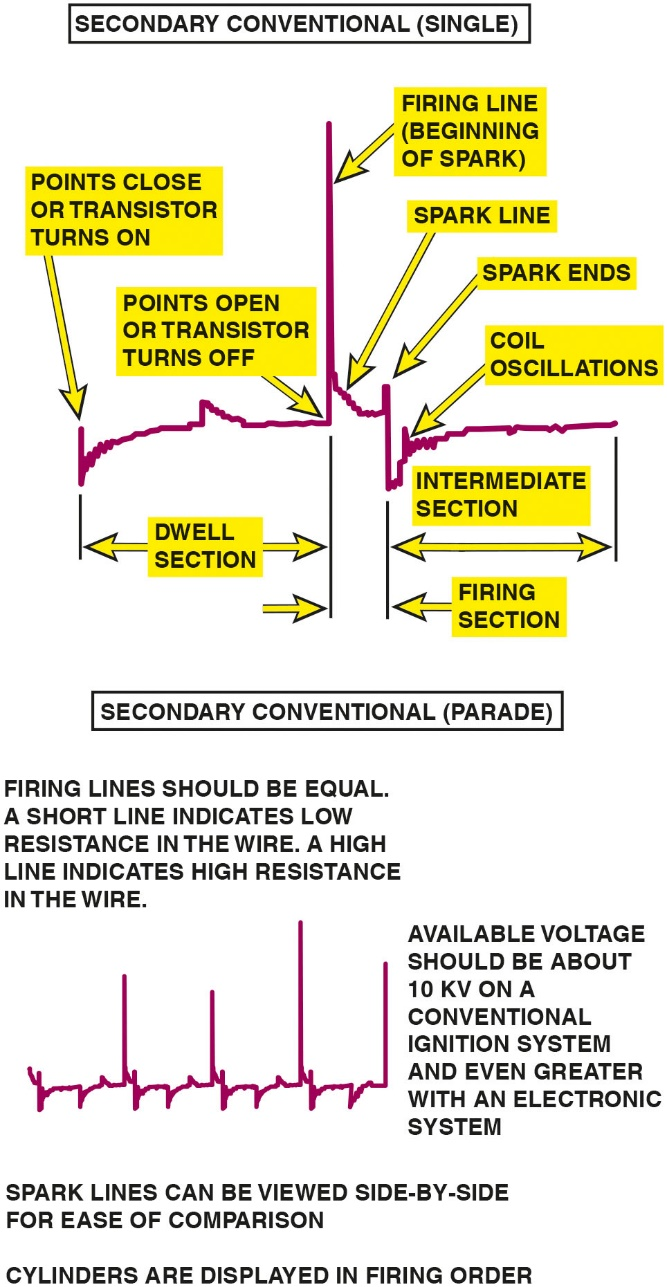 SECONDARY CONVENTIONAL (SINGLE)
FIRING LINE
(BEGINNING
OF SPARK)
POINTS CLOSE
OR TRANSISTOR
TURNS ON
SPARK LINE
SPARK ENDS
POINTS OPEN
OR TRANSISTOR
TURNS OFF
COIL
OSCILLATIONS
INTERMEDIATE
SECTION
DWELL
SECTION
FIRING
SECTION
SECONDARY CONVENTIONAL (PARADE)
FIRING LINES SHOULD BE EQUAL.
A SHORT LINE INDICATES LOW
RESISTANCE IN THE WIRE. A HIGH
LINE INDICATES HIGH RESISTANCE
IN THE WIRE.
AVAILABLE VOLTAGE
SHOULD BE ABOUT
10 KV ON A
CONVENTIONAL
IGNITION SYSTEM
AND EVEN GREATER
WITH AN ELECTRONIC
SYSTEM
SPARK LINES CAN BE VIEWED SIDE-BY-SIDE
FOR EASE OF COMPARISON
CYLINDERS ARE DISPLAYED IN FIRING ORDER